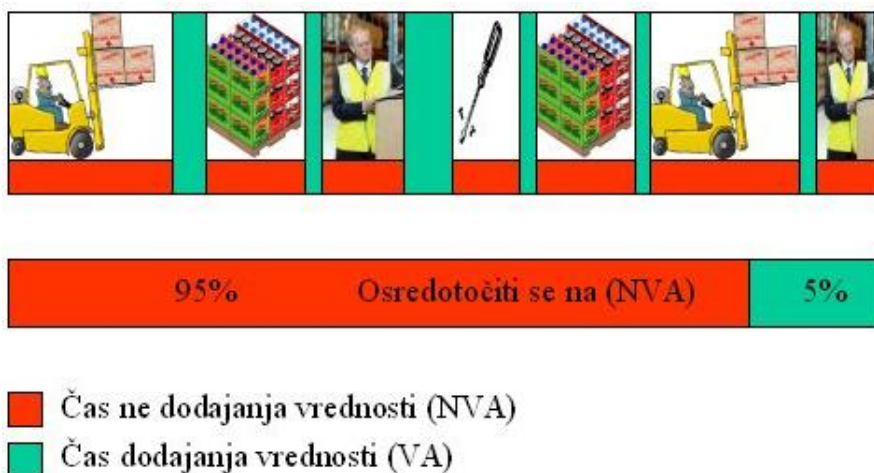 95% Osredotočiti se na (NVA) 5%
Čas ne dodajanja vrednosti (NVA)
Čas dodajanja vrednosti (VA)